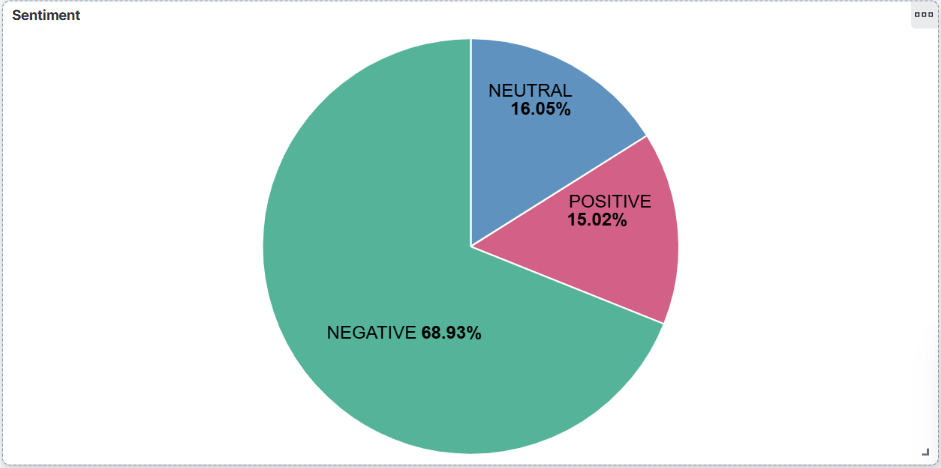 Sentiment
NEUTRAL
16.05%
POSITIVE
15.02%
NEGATIVE 68.93%